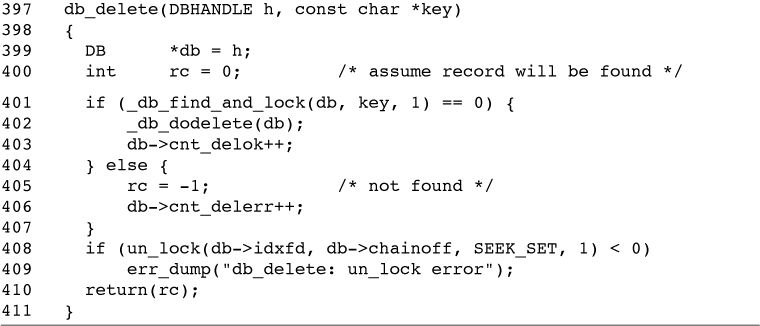 397 db_delete(DBHANDLE h, const char *key)
398 {
399 DB *db = h;
400 int rc = 0; /* assume record will be found */
401 if (_db_find_and_lock(db, key, 1) == 0) {
402 _db_dodelete(db);
403 db->cnt_delok++;
404 } else {
405 rc = -1; /* not found */
406 db->cnt_delerr++;
407 }
408 if (un_lock(db->idxfd, db->chainoff, SEEK_SET, 1) < 0)
409 err_dump("db_delete: un_lock error");
410 return(rc);
411 }